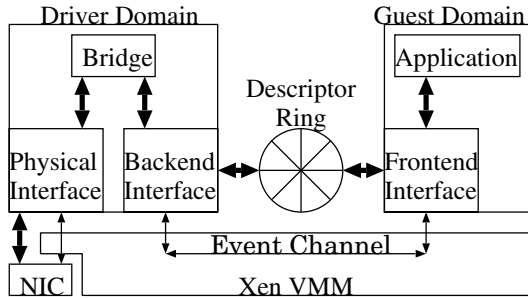 Driver Domain
Guest Domain
Bridge
Application
Descriptor
Ring
Physical
Interface
Backend
Interface
Frontend
Interface
Event Channel
NIC
Xen VMM